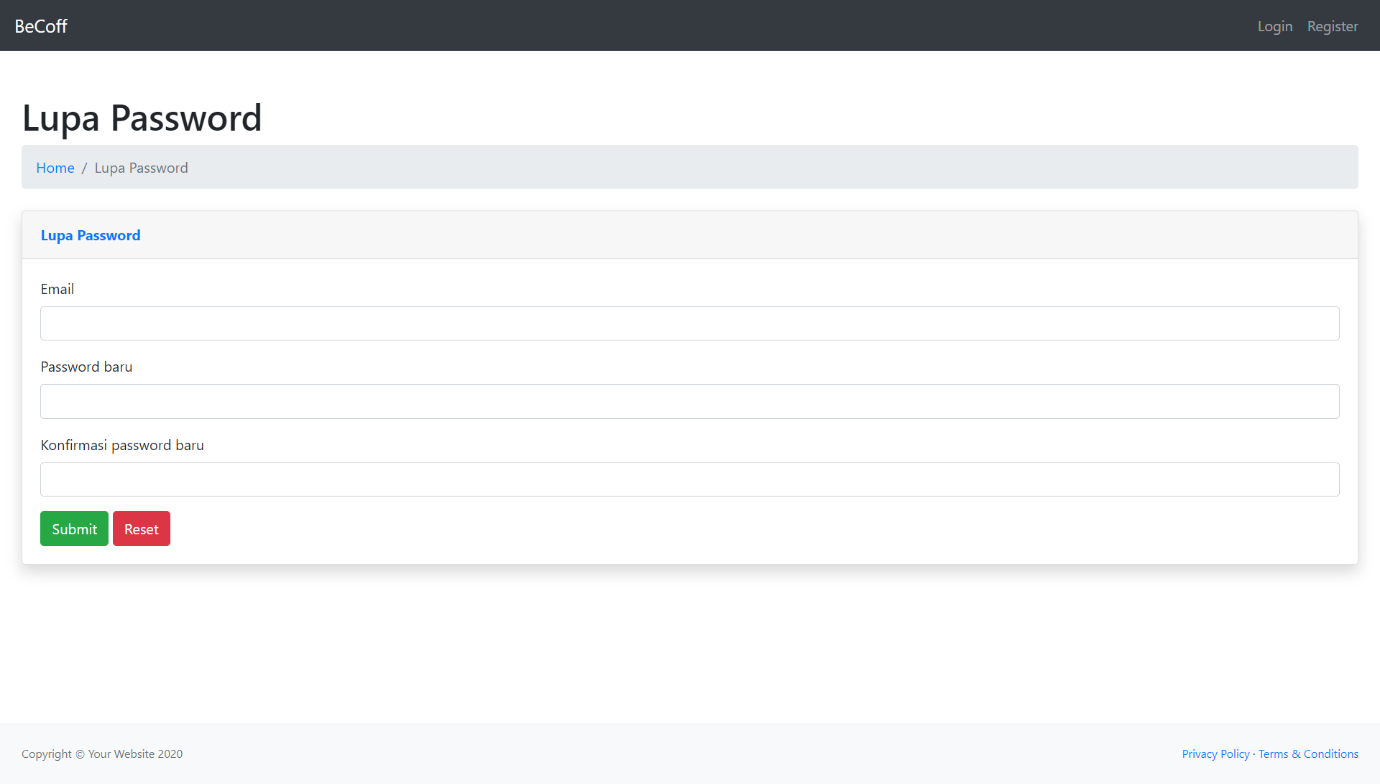 BeCoff
Login Register
Lupa Password
Home / Lupa Password
Lupa Password
Email
Password baru
Konfirmasi password baru
Submit Reset
Copyright © Your Website 2020
Privacy Policy · Terms & Conditions